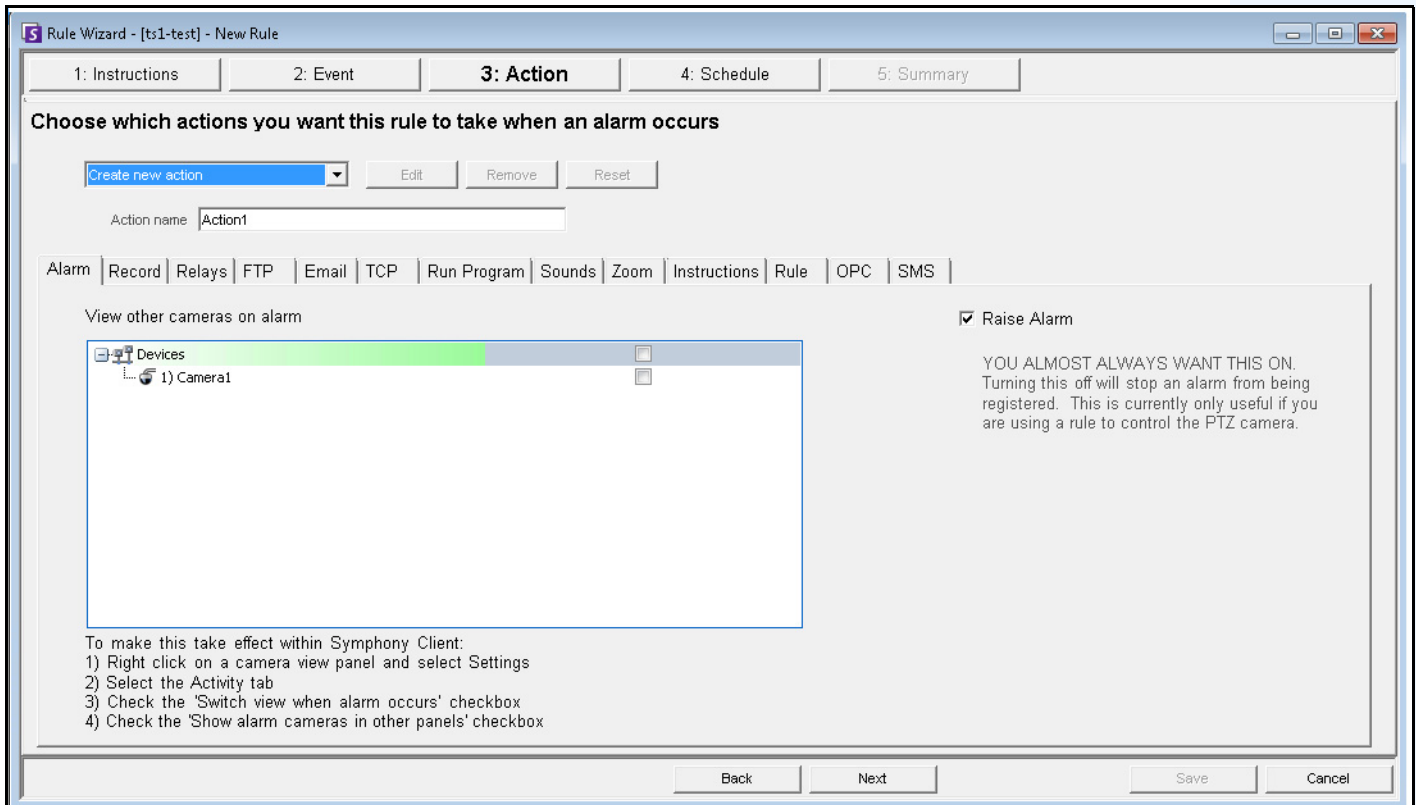 Rule Wizard - [ts1-test] - New Rule
1: Instructions 2: Event 3: Action 4: Schedule 5: Summary
Choose which actions you want this rule to take when an alarm occurs
Create new action Edit Remove Reset
Action name Action1
Alarm Record Relays FTP Email TCP Run Program Sounds Zoom Instructions Rule OPC SMS
View other cameras on alarm
Devices
1) Camera1
Raise Alarm
YOU ALMOST ALWAYS WANT THIS ON.
Turning this off will stop an alarm from being
registered. This is currently only useful if you
are using a rule to control the PTZ camera.
To make this take effect within Symphony Client:
1) Right click on a camera view panel and select Settings
2) Select the Activity tab
3) Check the 'Switch view when alarm occurs' checkbox
4) Check the 'Show alarm cameras in other panels' checkbox
Back Next Save Cancel